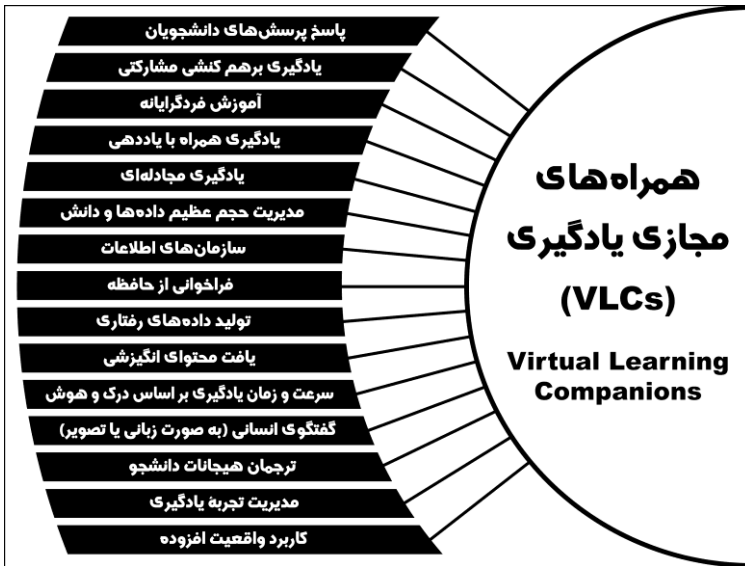 همراه‌های
مجازی یادگیری
(VLCs)
Virtual Learning
Companions
پاسخ پرسش‌های دانشجویان
یادگیری برهم کنشی مشارکتی
آموزش فردگرایانه
یادگیری همراه با یاددهی
یادگیری مجادله‌ای
مدیریت حجم عظیم داده‌ها و دانش
سازمان‌های اطلاعات
فراخوانی از حافظه
تولید داده‌های رفتاری
یافت محتوای انگیزشی
سرعت و زمان یادگیری بر اساس درک و هوش
گفتگوی انسانی (به صورت زبانی یا تصویر)
ترجمان هیجانات دانشجو
مدیریت تجربهٔ یادگیری
کاربرد واقعیت افزوده